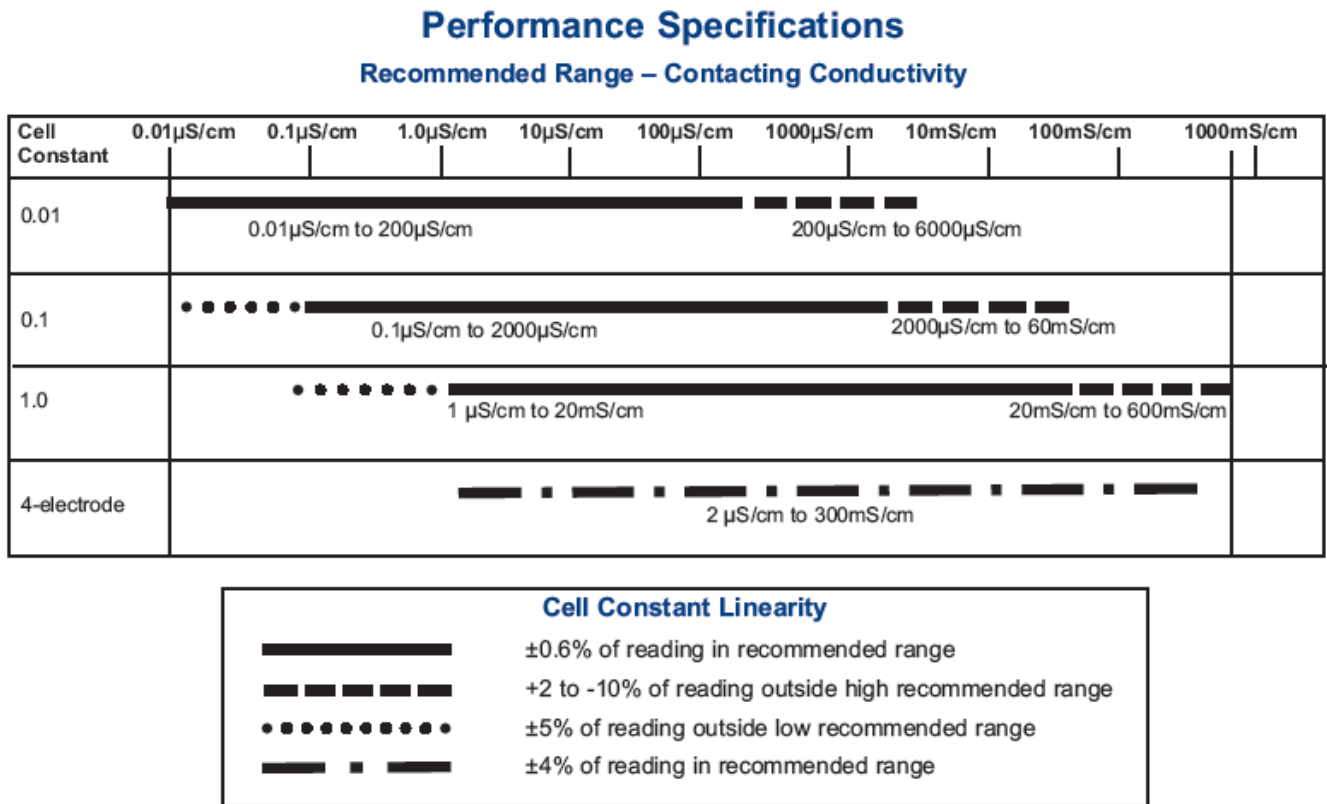 Performance Specifications
Recommended Range – Contacting Conductivity
Cell Constant 0.01µS/cm 0.1µS/cm 1.0µS/cm 10µS/cm 100µS/cm 1000µS/cm 10mS/cm 100mS/cm 1000mS/cm
0.01
0.01µS/cm to 200µS/cm 200µS/cm to 6000µS/cm
0.1
0.1µS/cm to 2000µS/cm 2000µS/cm to 60mS/cm
1.0
1 µS/cm to 20mS/cm 20mS/cm to 600mS/cm
4-electrode
2 µS/cm to 300mS/cm
Cell Constant Linearity
±0.6% of reading in recommended range
+2 to -10% of reading outside high recommended range
±5% of reading outside low recommended range
±4% of reading in recommended range